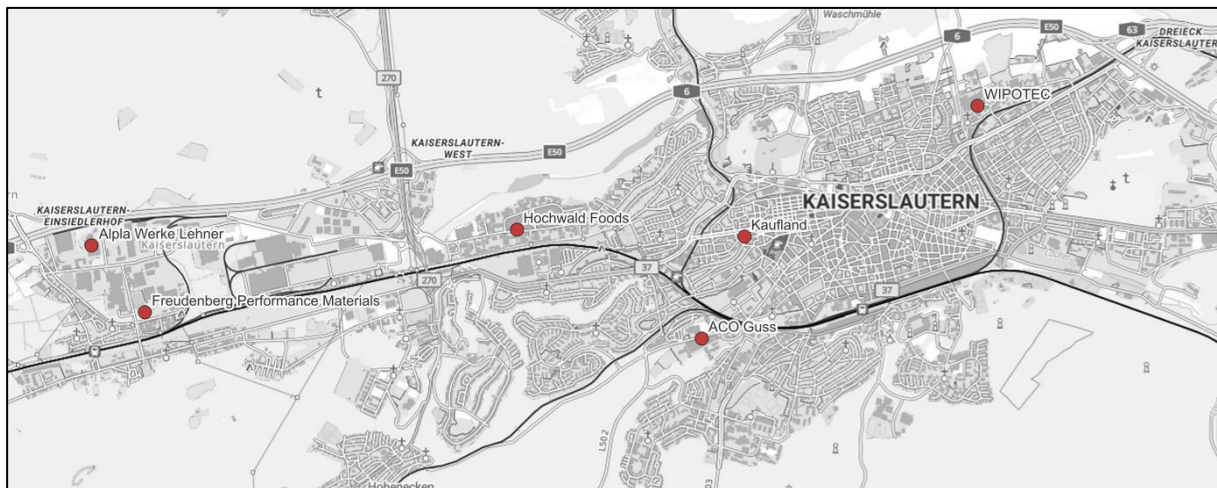 Waschmühle
6
E50
63
DREIECK
KAISERSLAUTER
270
6
WIPOTEC
KAISERSLAUTERN-
WEST
E50
E50
KAISERSLAUTERN
KAISERSLAUTERN-
EINSIEDLERHOF
Hochwald Foods
Kaufland
Alpla Werke Lehner
Kaiserslautern
37
270
37
Freudenberg Performance Materials
ACO Guss
L502
Hohenecken